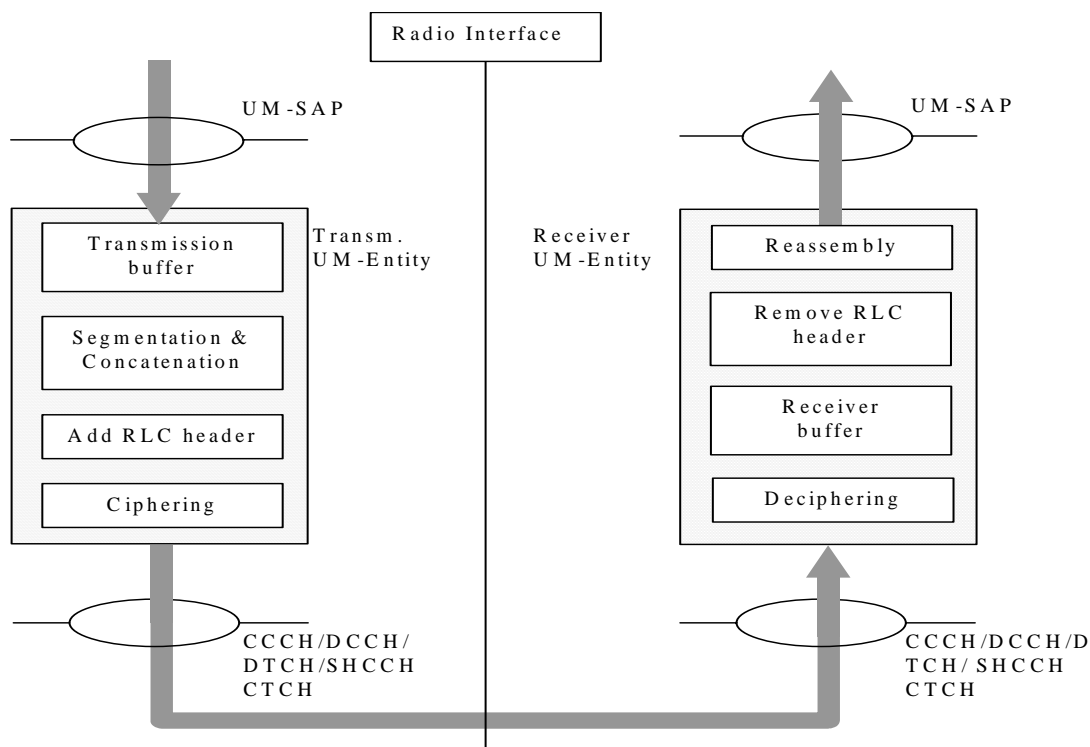 Radio Interface
UM-SAP
UM-SAP
Transmission
buffer
Transm.
UM-Entity
Segmentation &
Concatenation
Add RLC header
Ciphering
Receiver
UM-Entity
Reassembly
Remove RLC
header
Receiver
buffer
Deciphering
CCCH/DCCH/
DTCH/SHCCH
CTCH
CCCH/DCCH/D
TCH/ SHCCH
CTCH